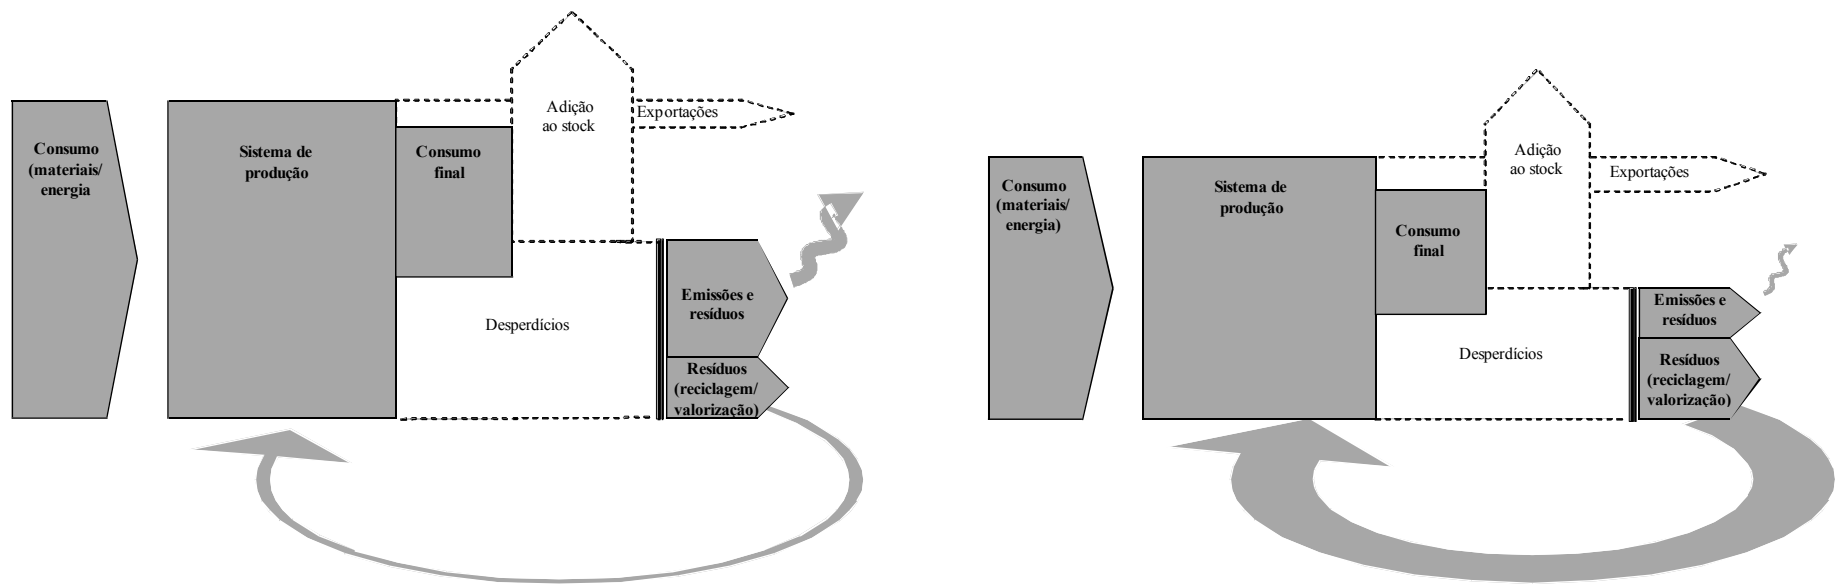 Consumo
(materiais/
energia
Sistema de
produção
Consumo
final
Adição
ao stock
Exportações
Desperdícios
Emissões e
resíduos
Resíduos
(reciclagem/
valorização)
Consumo
(materiais/
energia)
Sistema de
produção
Consumo
final
Adição
ao stock
Exportações
Desperdícios
Emissões e
resíduos
Resíduos
(reciclagem/
valorização)